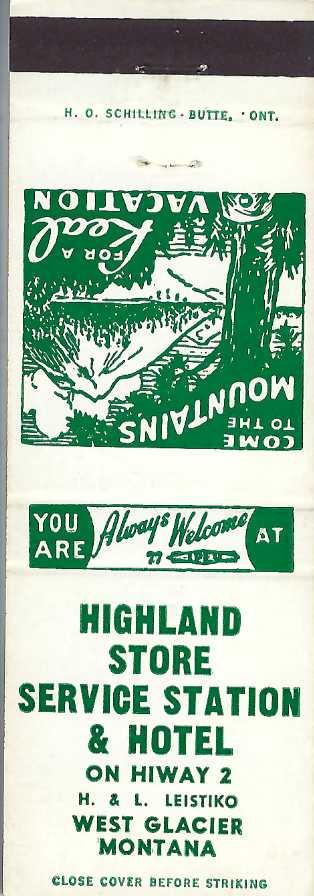 H. O. SCHILLING - BUTTE, ONT.
COME
TO THE
MOUNTAINS
FOR A
Real
VACATION
YOU ARE Always Welcome AT
HIGHLAND
STORE
SERVICE STATION
& HOTEL
ON HIWAY 2
H. & L. LEISTIKO
WEST GLACIER
MONTANA
CLOSE COVER BEFORE STRIKING